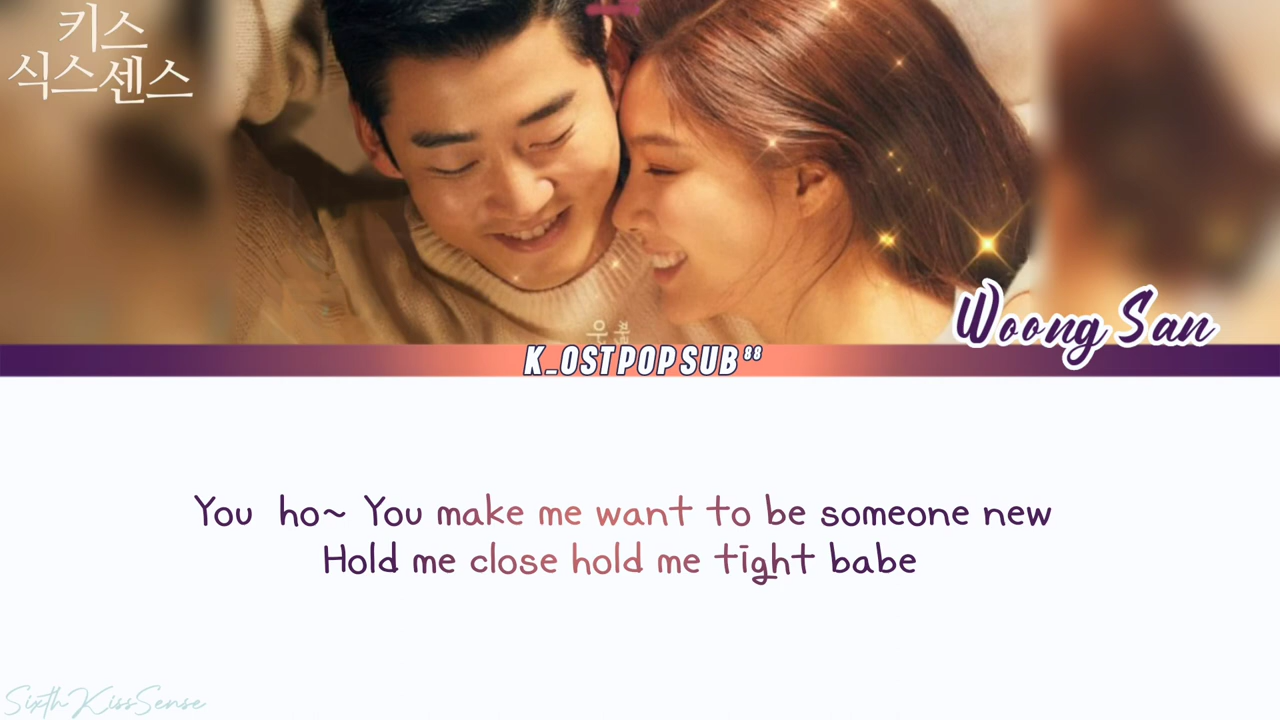 키스
식스센스
Woong San
K_OSTPOPSUB⁸⁸
You ho~ You make me want to be someone new
Hold me close hold me tight babe
SixthKissSense